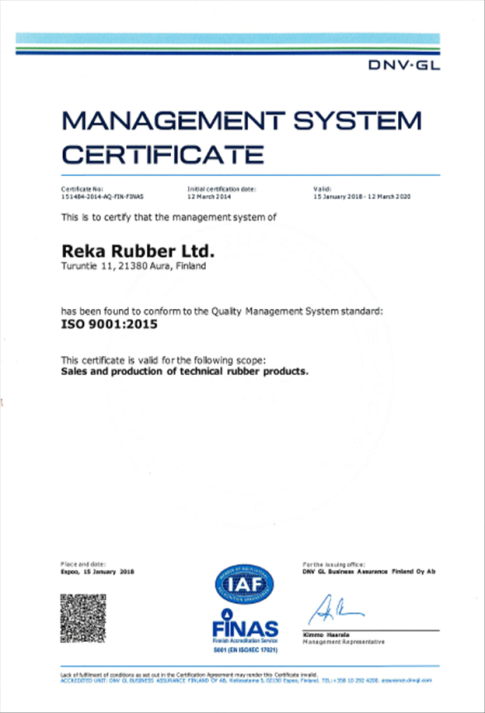 DNV·GL
MANAGEMENT SYSTEM
CERTIFICATE
Certificate No:
151484-2014-AQ-FIN-FINAS
Initial certification date:
12 March 2014
Valid:
15 January 2018 - 12 March 2020
This is to certify that the management system of
Reka Rubber Ltd.
Turuntie 11, 21380 Aura, Finland
has been found to conform to the Quality Management System standard:
ISO 9001:2015
This certificate is valid for the following scope:
Sales and production of technical rubber products.
Place and date:
Espoo, 15 January 2018
For the issuing office:
DNV GL Business Assurance Finland Oy Ab
IAF
FINAS
Finnish Accreditation Service
S001 (EN ISO/IEC 17021)
Kimmo Haarala
Management Representative
Lack of fulfilment of conditions as set out in the Certification Agreement may render this Certificate invalid.
ACCREDITED UNIT: DNV GL BUSINESS ASSURANCE FINLAND OY AB, Keilasatama 5, 02150 Espoo, Finland. TEL:+358 10 292 4200. assurance.dnvgl.com